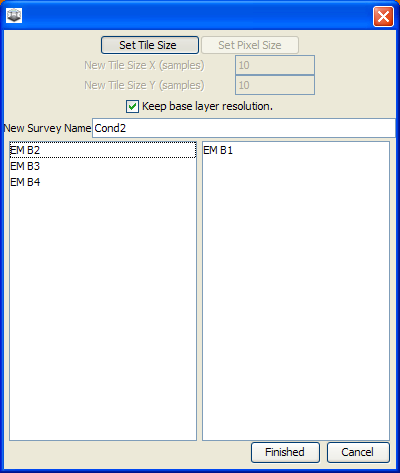 Set Tile Size Set Pixel Size
New Tile Size X (samples) 10
New Tile Size Y (samples) 10
Keep base layer resolution.
New Survey Name Cond2
EM B2 EM B1
EM B3
EM B4
Finished Cancel